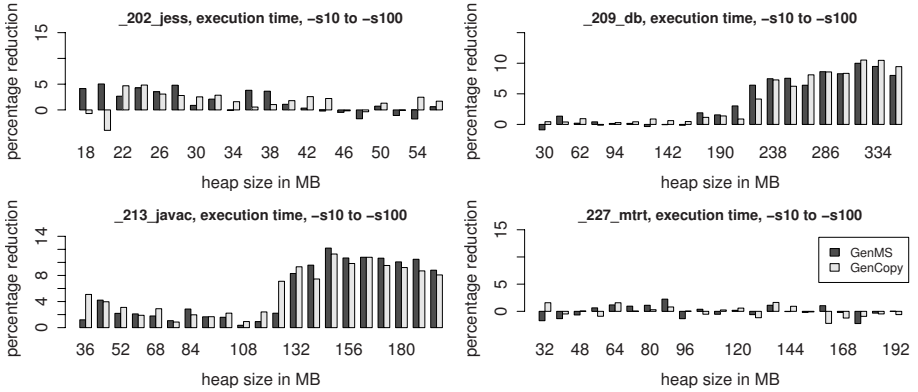 _202_jess, execution time, −s10 to −s100
percentage reduction
15
5
0
18 22 26 30 34 38 42 46 50 54
heap size in MB
_209_db, execution time, −s10 to −s100
percentage reduction
10
5
0
30 62 94 142 190 238 286 334
heap size in MB
_213_javac, execution time, −s10 to −s100
percentage reduction
14
8
4
0
36 52 68 84 108 132 156 180
heap size in MB
_227_mtrt, execution time, −s10 to −s100
percentage reduction
15
5
0
GenMS
GenCopy
32 48 64 80 96 120 144 168 192
heap size in MB